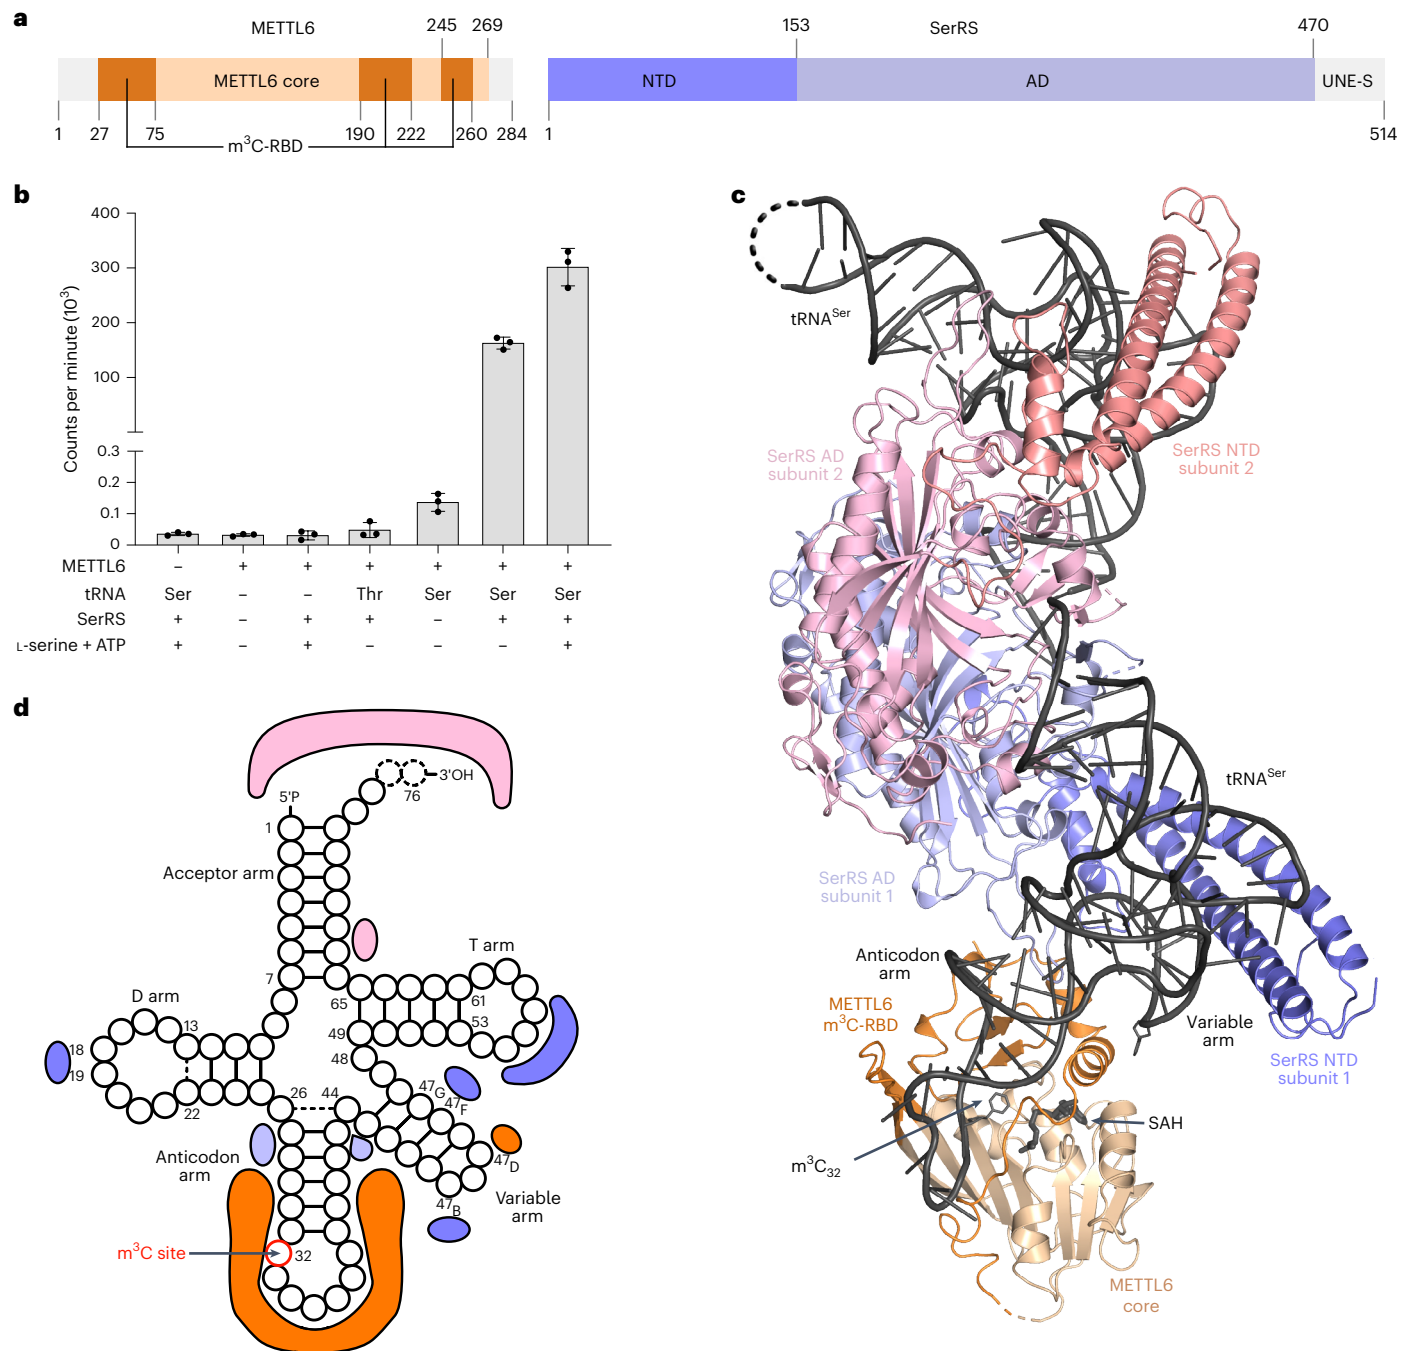 a
METTL6 245 269 153 SerRS 470
METTL6 core NTD AD UNE-S
1 27 75 190 222 260 284 1 514
m³C-RBD
b
Counts per minute (10³)
400
300
200
100
0.3
0.2
0.1
0
METTL6 – + + + + + +
tRNA Ser – – Thr Ser Ser Ser
SerRS + – + + – + +
L-serine + ATP + – + – – – +
c
tRNASer
SerRS AD
subunit 2
SerRS NTD
subunit 2
tRNASer
SerRS AD
subunit 1
Anticodon
arm
METTL6
m³C-RBD
Variable
arm
SerRS NTD
subunit 1
SAH
m³C₃₂
METTL6
core
d
3'OH
76
5'P
1
Acceptor arm
T arm
7
65
61
D arm
13
49
53
18
48
19
22
26
44
47G
47F
Anticodon
arm
47D
47B
Variable
arm
m³C site
32